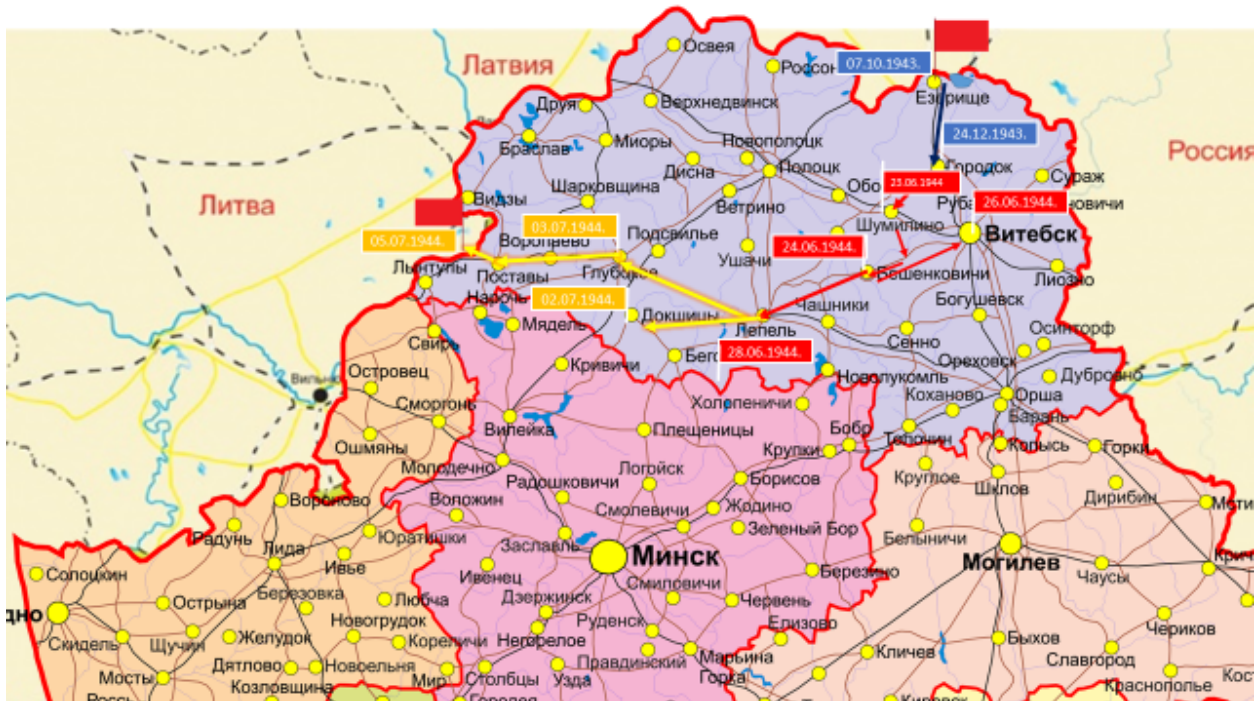 Латвия
Освея
07.10.1943.
Езерище
Друя
Верхнедвинск
24.12.1943.
Браслав
Миоры
Новополоцк
Городок
Россия
Дисна
Полоцк
Сураж
Шарковщина
23.06.1944
Видзы
Литва
Ветрино
26.06.1944.
03.07.1944.
Шумилино
05.07.1944.
Воропаево
Подсвилье
24.06.1944.
Витебск
Ушачи
Лынтупы
Поставы
Глубокое
Бешенковичи
Лиозно
Нарочь
02.07.1944.
Докшицы
Чашники
Богушевск
Мядель
Лепель
Свирь
Сенно
Осинторф
28.06.1944.
Ореховск
Островец
Кривичи
Новолукомль
Дубровно
Сморгонь
Холопеничи
Коханово
Орша
Барань
Вилейка
Плещеницы
Бобр
Толочин
Ошмяны
Крупки
Копысь
Горки
Молодечно
Логойск
Круглое
Радошковичи
Борисов
Шклов
Дирибин
Вороново
Воложин
Смолевичи
Жодино
Радунь
Юратишки
Зеленый Бор
Белыничи
Лида
Заславль
Минск
Могилев
Солоцкин
Ивье
Ивенец
Смиловичи
Березино
Чаусы
Острына
Березовка
Любча
Дзержинск
Червень
дно
Новогрудок
Руденск
Елизово
Чериков
Скидель
Щучин
Желудок
Кореличи
Негорелое
Быхов
Дятлово
Новоельня
Правдинский
Марьина
Горка
Кличев
Славгород
Мосты
Козловщина
Мир
Столбцы
Узда
Краснополье